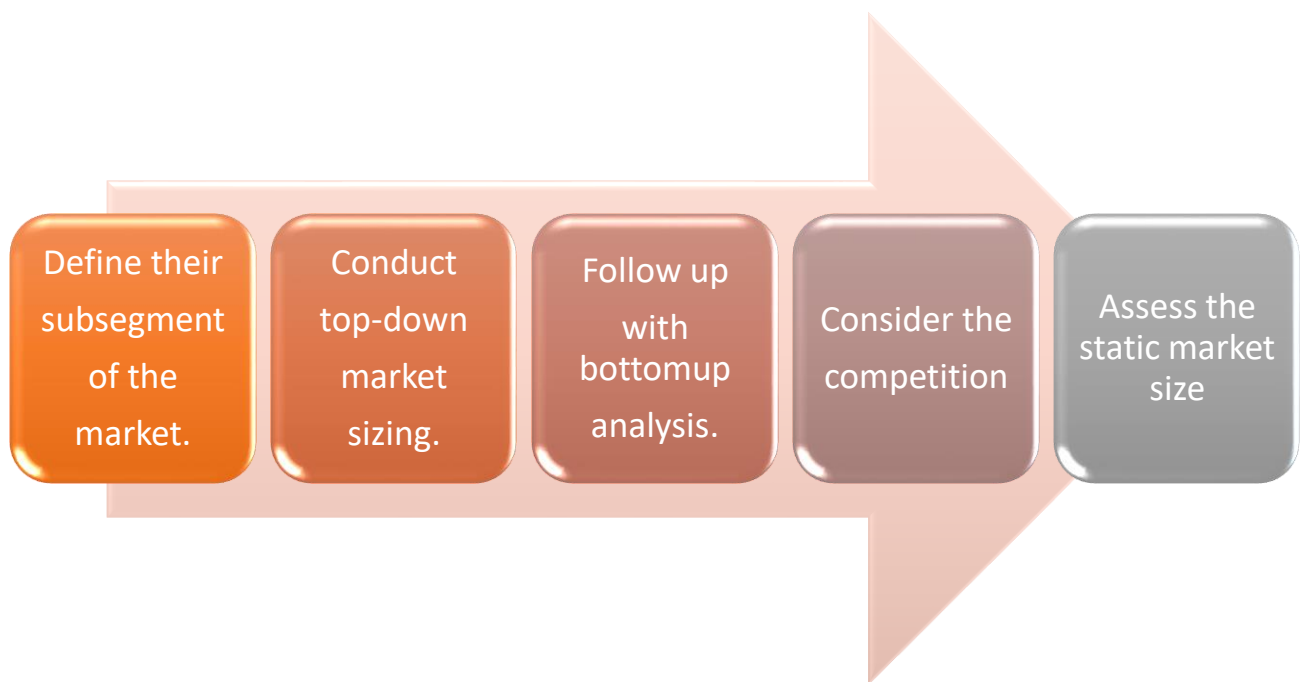 Define their
subsegment
of the
market.
Conduct
top-down
market
sizing.
Follow up
with
bottomup
analysis.
Consider the
competition
Assess the
static market
size